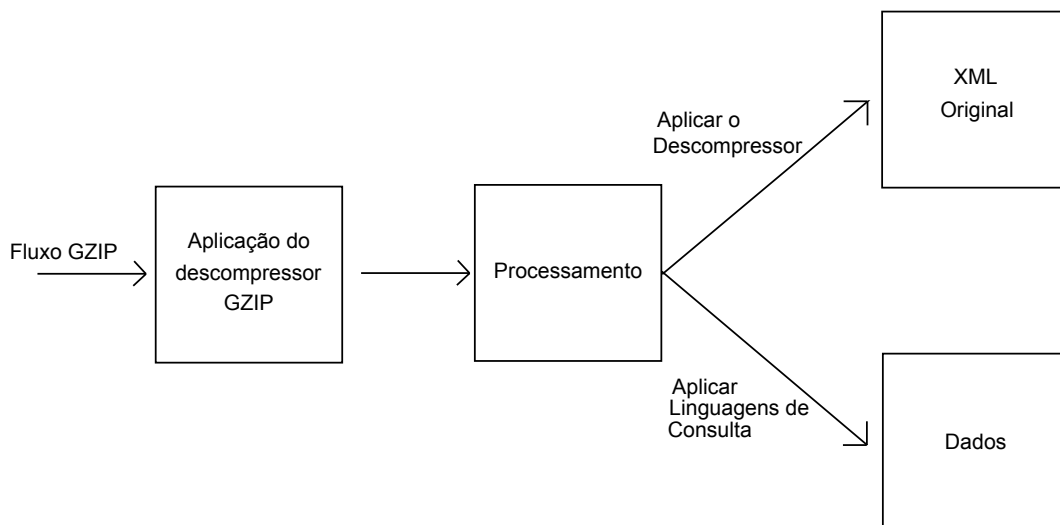 Fluxo GZIP
Aplicação do
descompressor
GZIP
Processamento
Aplicar o
Descompressor
XML
Original
Aplicar
Linguagens de
Consulta
Dados